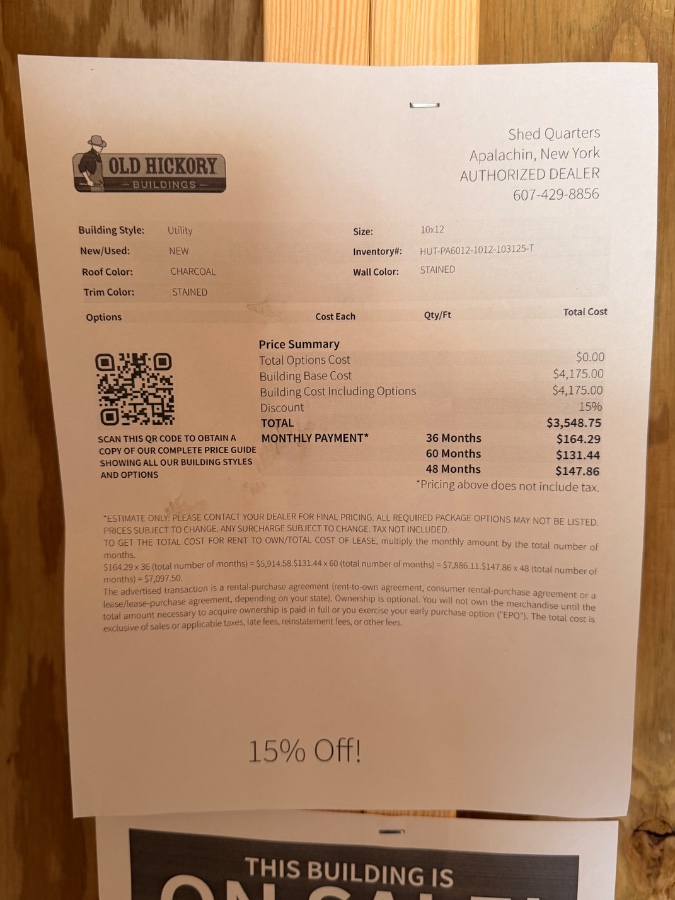 OLD HICKORY
BUILDINGS
Shed Quarters
Apalachin, New York
AUTHORIZED DEALER
607-429-8856
Building Style: Utility Size: 10x12
New/Used: NEW Inventory#: HUT-PA6012-1012-103125-T
Roof Color: CHARCOAL Wall Color: STAINED
Trim Color: STAINED
Options Cost Each Qty/Ft Total Cost
Price Summary
Total Options Cost $0.00
Building Base Cost $4,175.00
Building Cost Including Options $4,175.00
Discount 15%
TOTAL $3,548.75
MONTHLY PAYMENT* 36 Months $164.29
60 Months $131.44
48 Months $147.86
*Pricing above does not include tax.
SCAN THIS QR CODE TO OBTAIN A
COPY OF OUR COMPLETE PRICE GUIDE
SHOWING ALL OUR BUILDING STYLES
AND OPTIONS
*ESTIMATE ONLY: PLEASE CONTACT YOUR DEALER FOR FINAL PRICING. ALL REQUIRED PACKAGE OPTIONS MAY NOT BE LISTED.
PRICES SUBJECT TO CHANGE. ANY SURCHARGE SUBJECT TO CHANGE. TAX NOT INCLUDED.
TO GET THE TOTAL COST FOR RENT TO OWN/TOTAL COST OF LEASE, multiply the monthly amount by the total number of
months.
$164.29 x 36 (total number of months) = $5,914.58.$131.44 x 60 (total number of months) = $7,886.11.$147.86 x 48 (total number of
months) = $7,097.50.
The advertised transaction is a rental-purchase agreement (rent-to-own agreement, consumer rental-purchase agreement or a
lease/lease-purchase agreement, depending on your state). Ownership is optional. You will not own the merchandise until the
total amount necessary to acquire ownership is paid in full or you exercise your early purchase option ("EPO"). The total cost is
exclusive of sales or applicable taxes, late fees, reinstatement fees, or other fees.
15% Off!
THIS BUILDING IS
ON SALE!